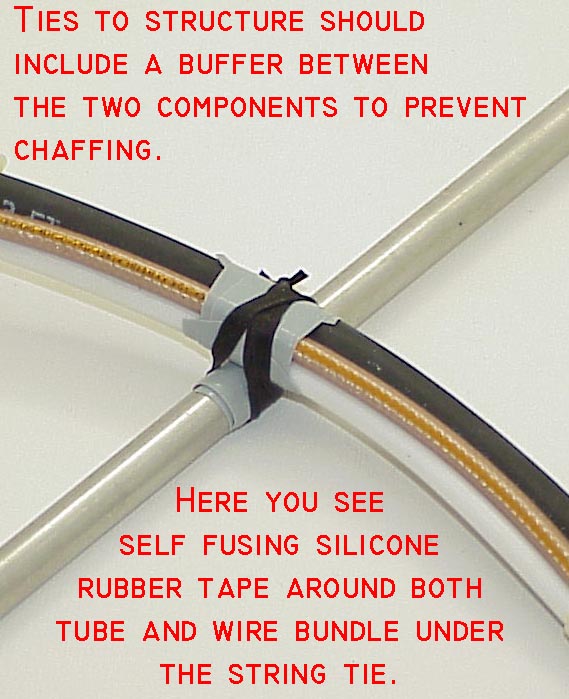 Ties to structure should
include a buffer between
the two components to prevent
chaffing.
Here you see
self fusing silicone
rubber tape around both
tube and wire bundle under
the string tie.